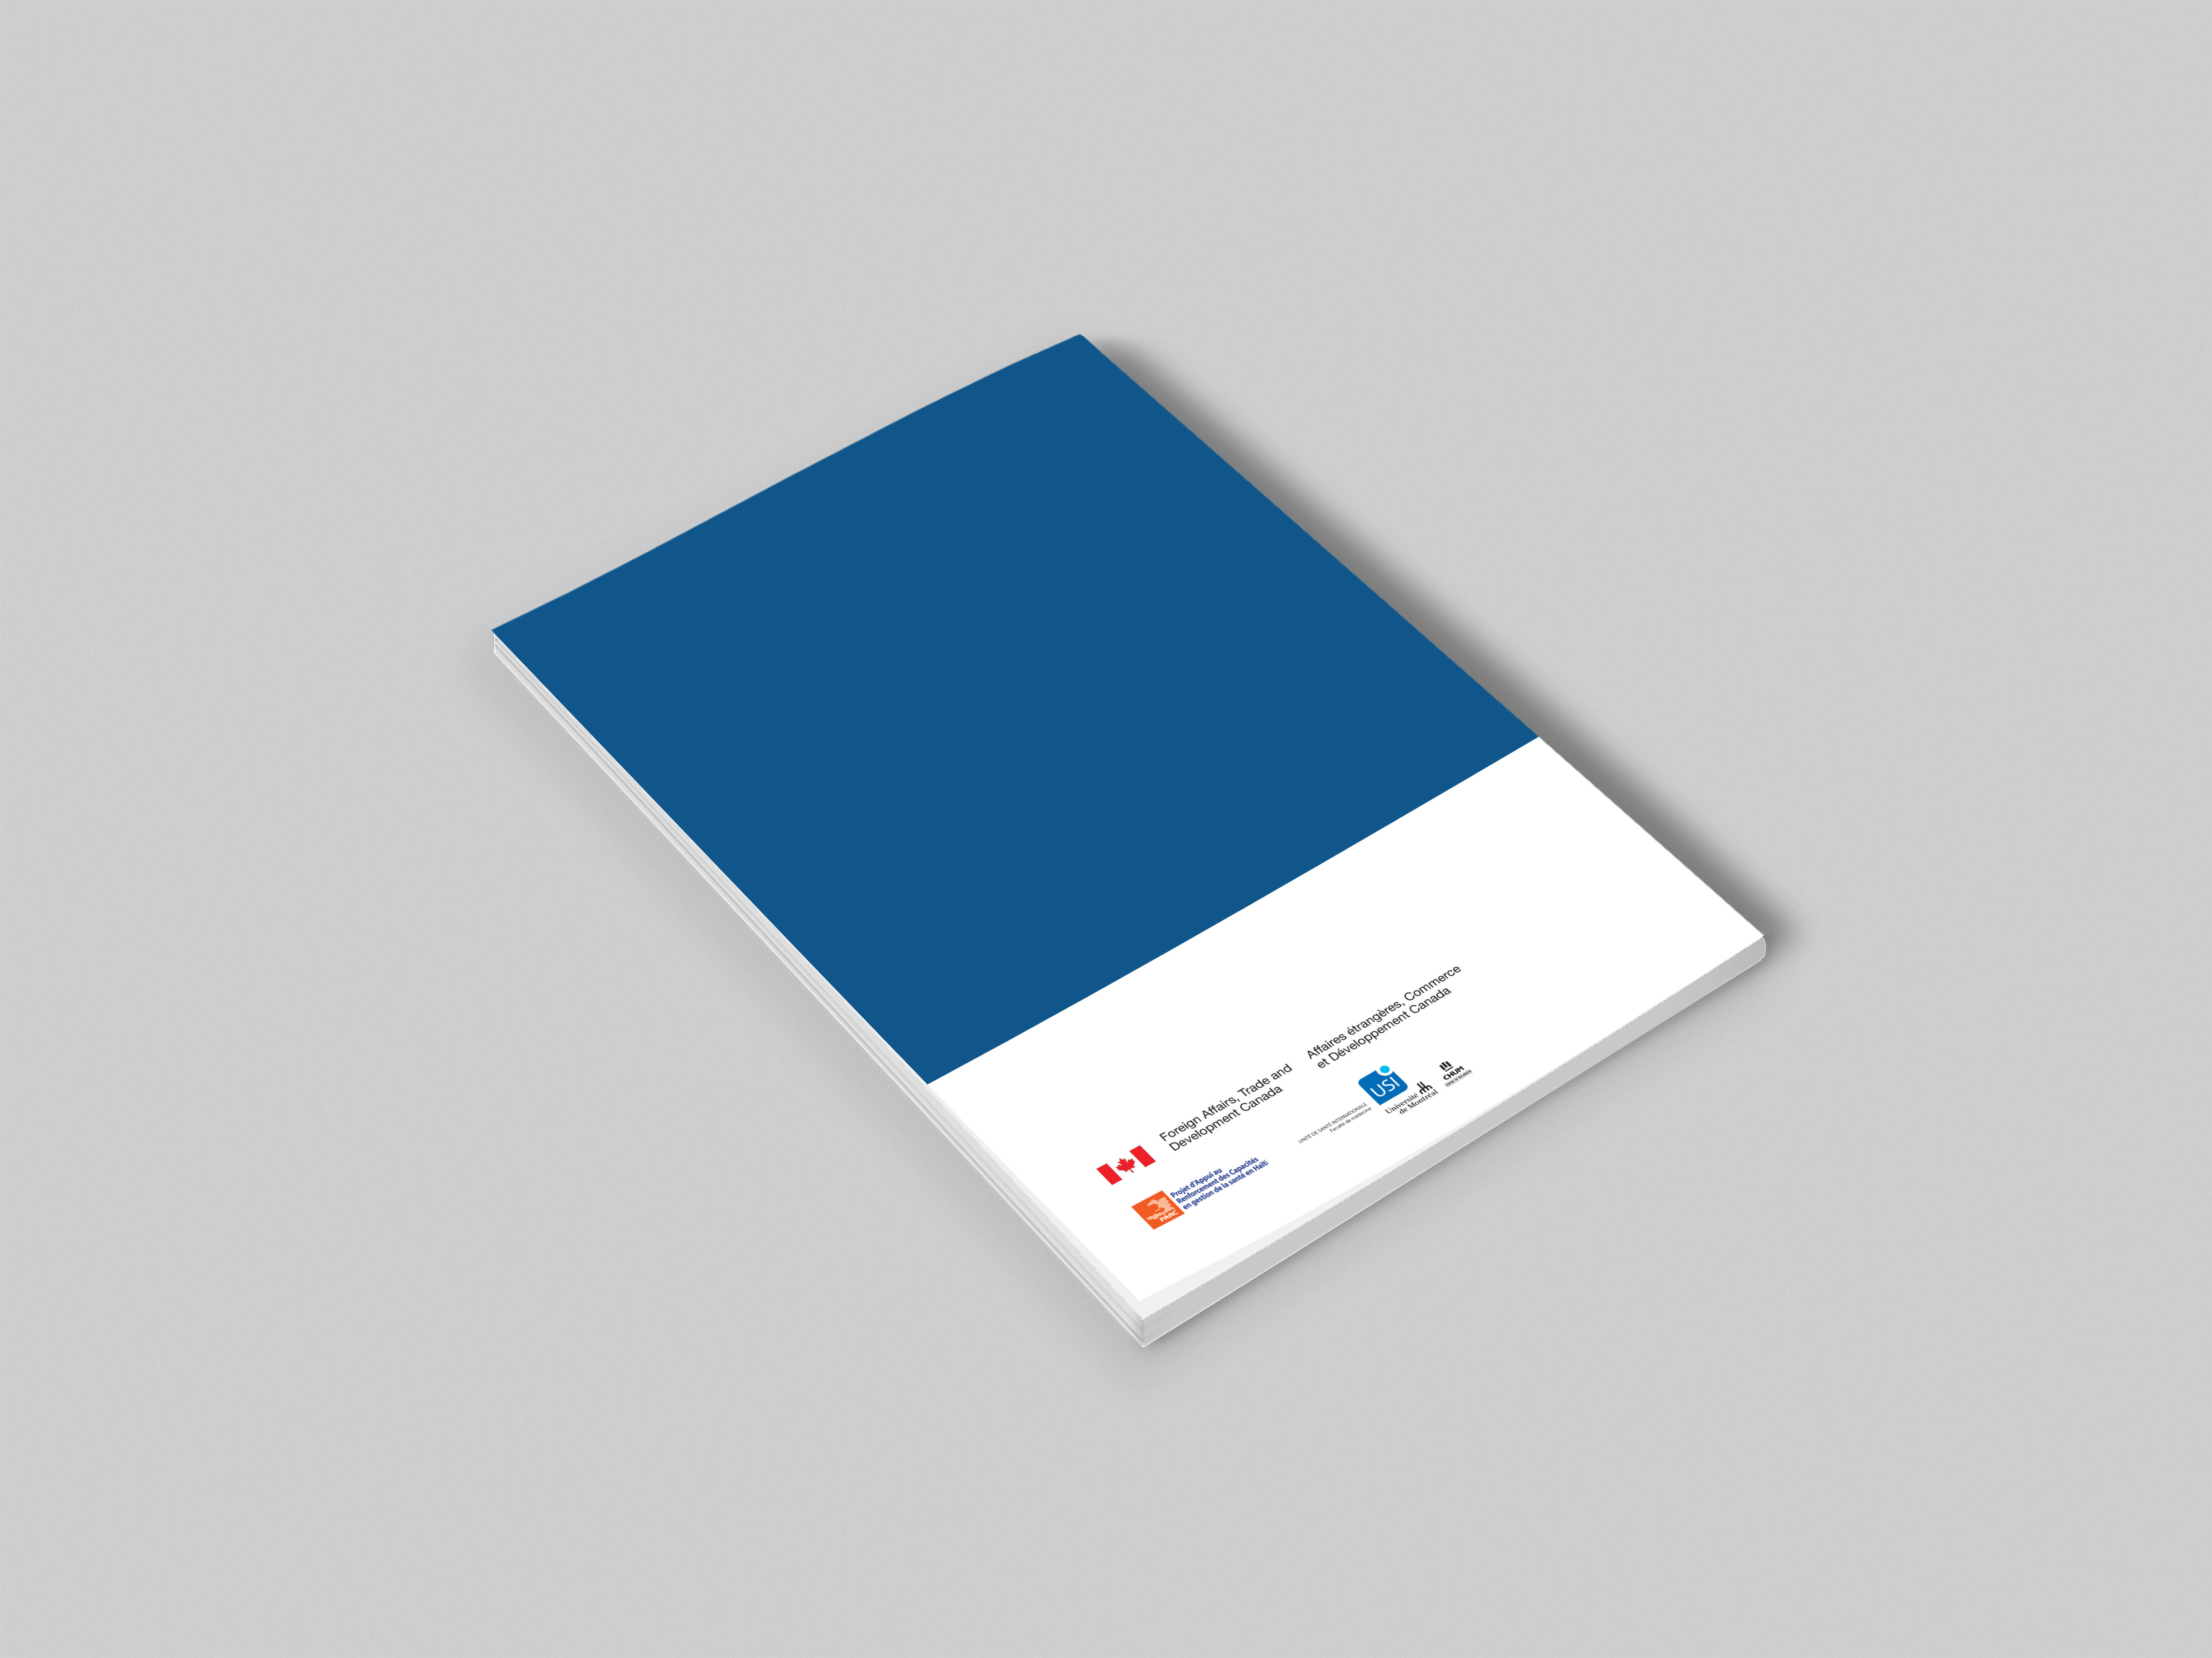 Foreign Affairs, Trade and
Development Canada
Affaires étrangères, Commerce
et Développement Canada
PARC
Projet d'Appui au
Renforcement des Capacités
en gestion de la santé en Haïti
UNITÉ DE SANTÉ INTERNATIONALE
Faculté de médecine
USI
Université
de Montréal
CHUM